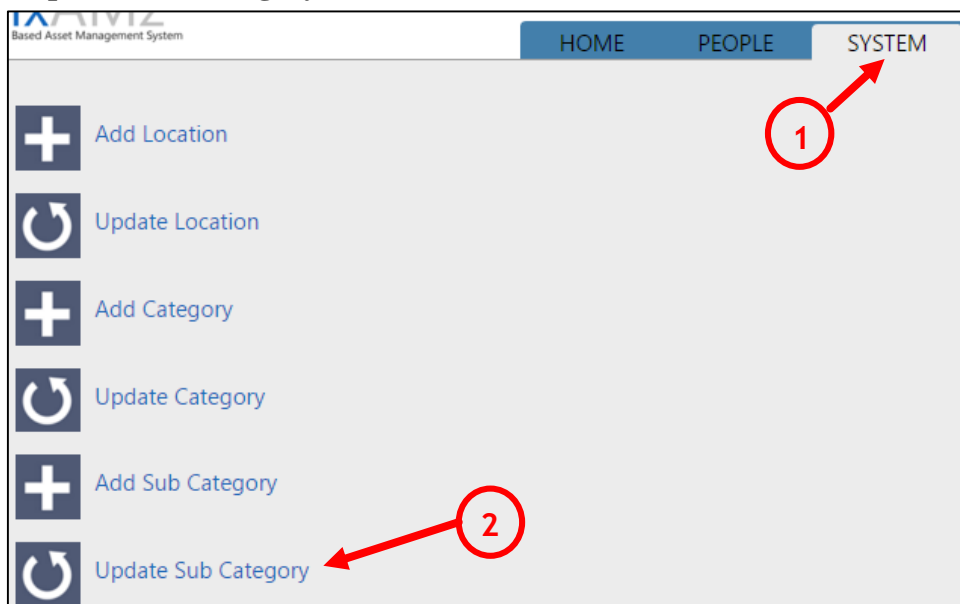 Based Asset Management System
HOME PEOPLE SYSTEM
1
Add Location
Update Location
Add Category
Update Category
Add Sub Category
2
Update Sub Category